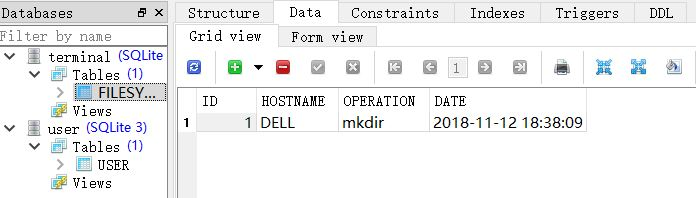 Databases
Filter by name
terminal (SQLite
Tables (1)
FILESY...
Views
user (SQLite 3)
Tables (1)
USER
Views
Structure Data Constraints Indexes Triggers DDL
Grid view Form view
1
ID HOSTNAME OPERATION DATE
1 1 DELL mkdir 2018-11-12 18:38:09